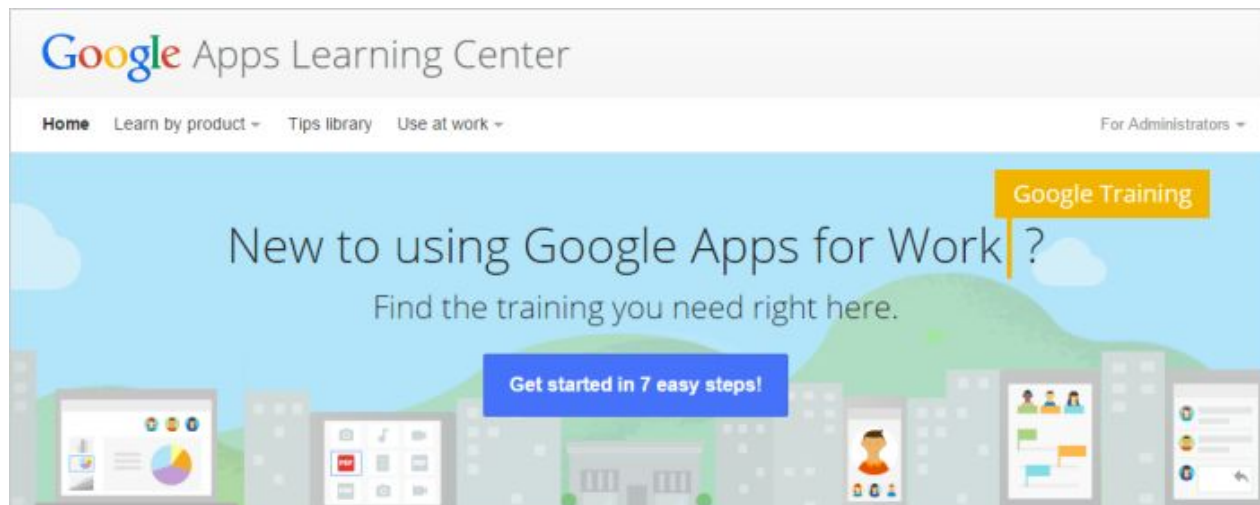 Google Apps Learning Center
Home Learn by product Tips library Use at work For Administrators
Google Training
New to using Google Apps for Work ?
Find the training you need right here.
Get started in 7 easy steps!
PDF